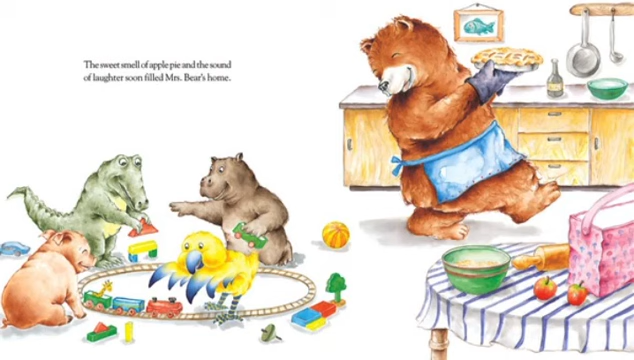 The sweet smell of apple pie and the sound
of laughter soon filled Mrs. Bear's home.